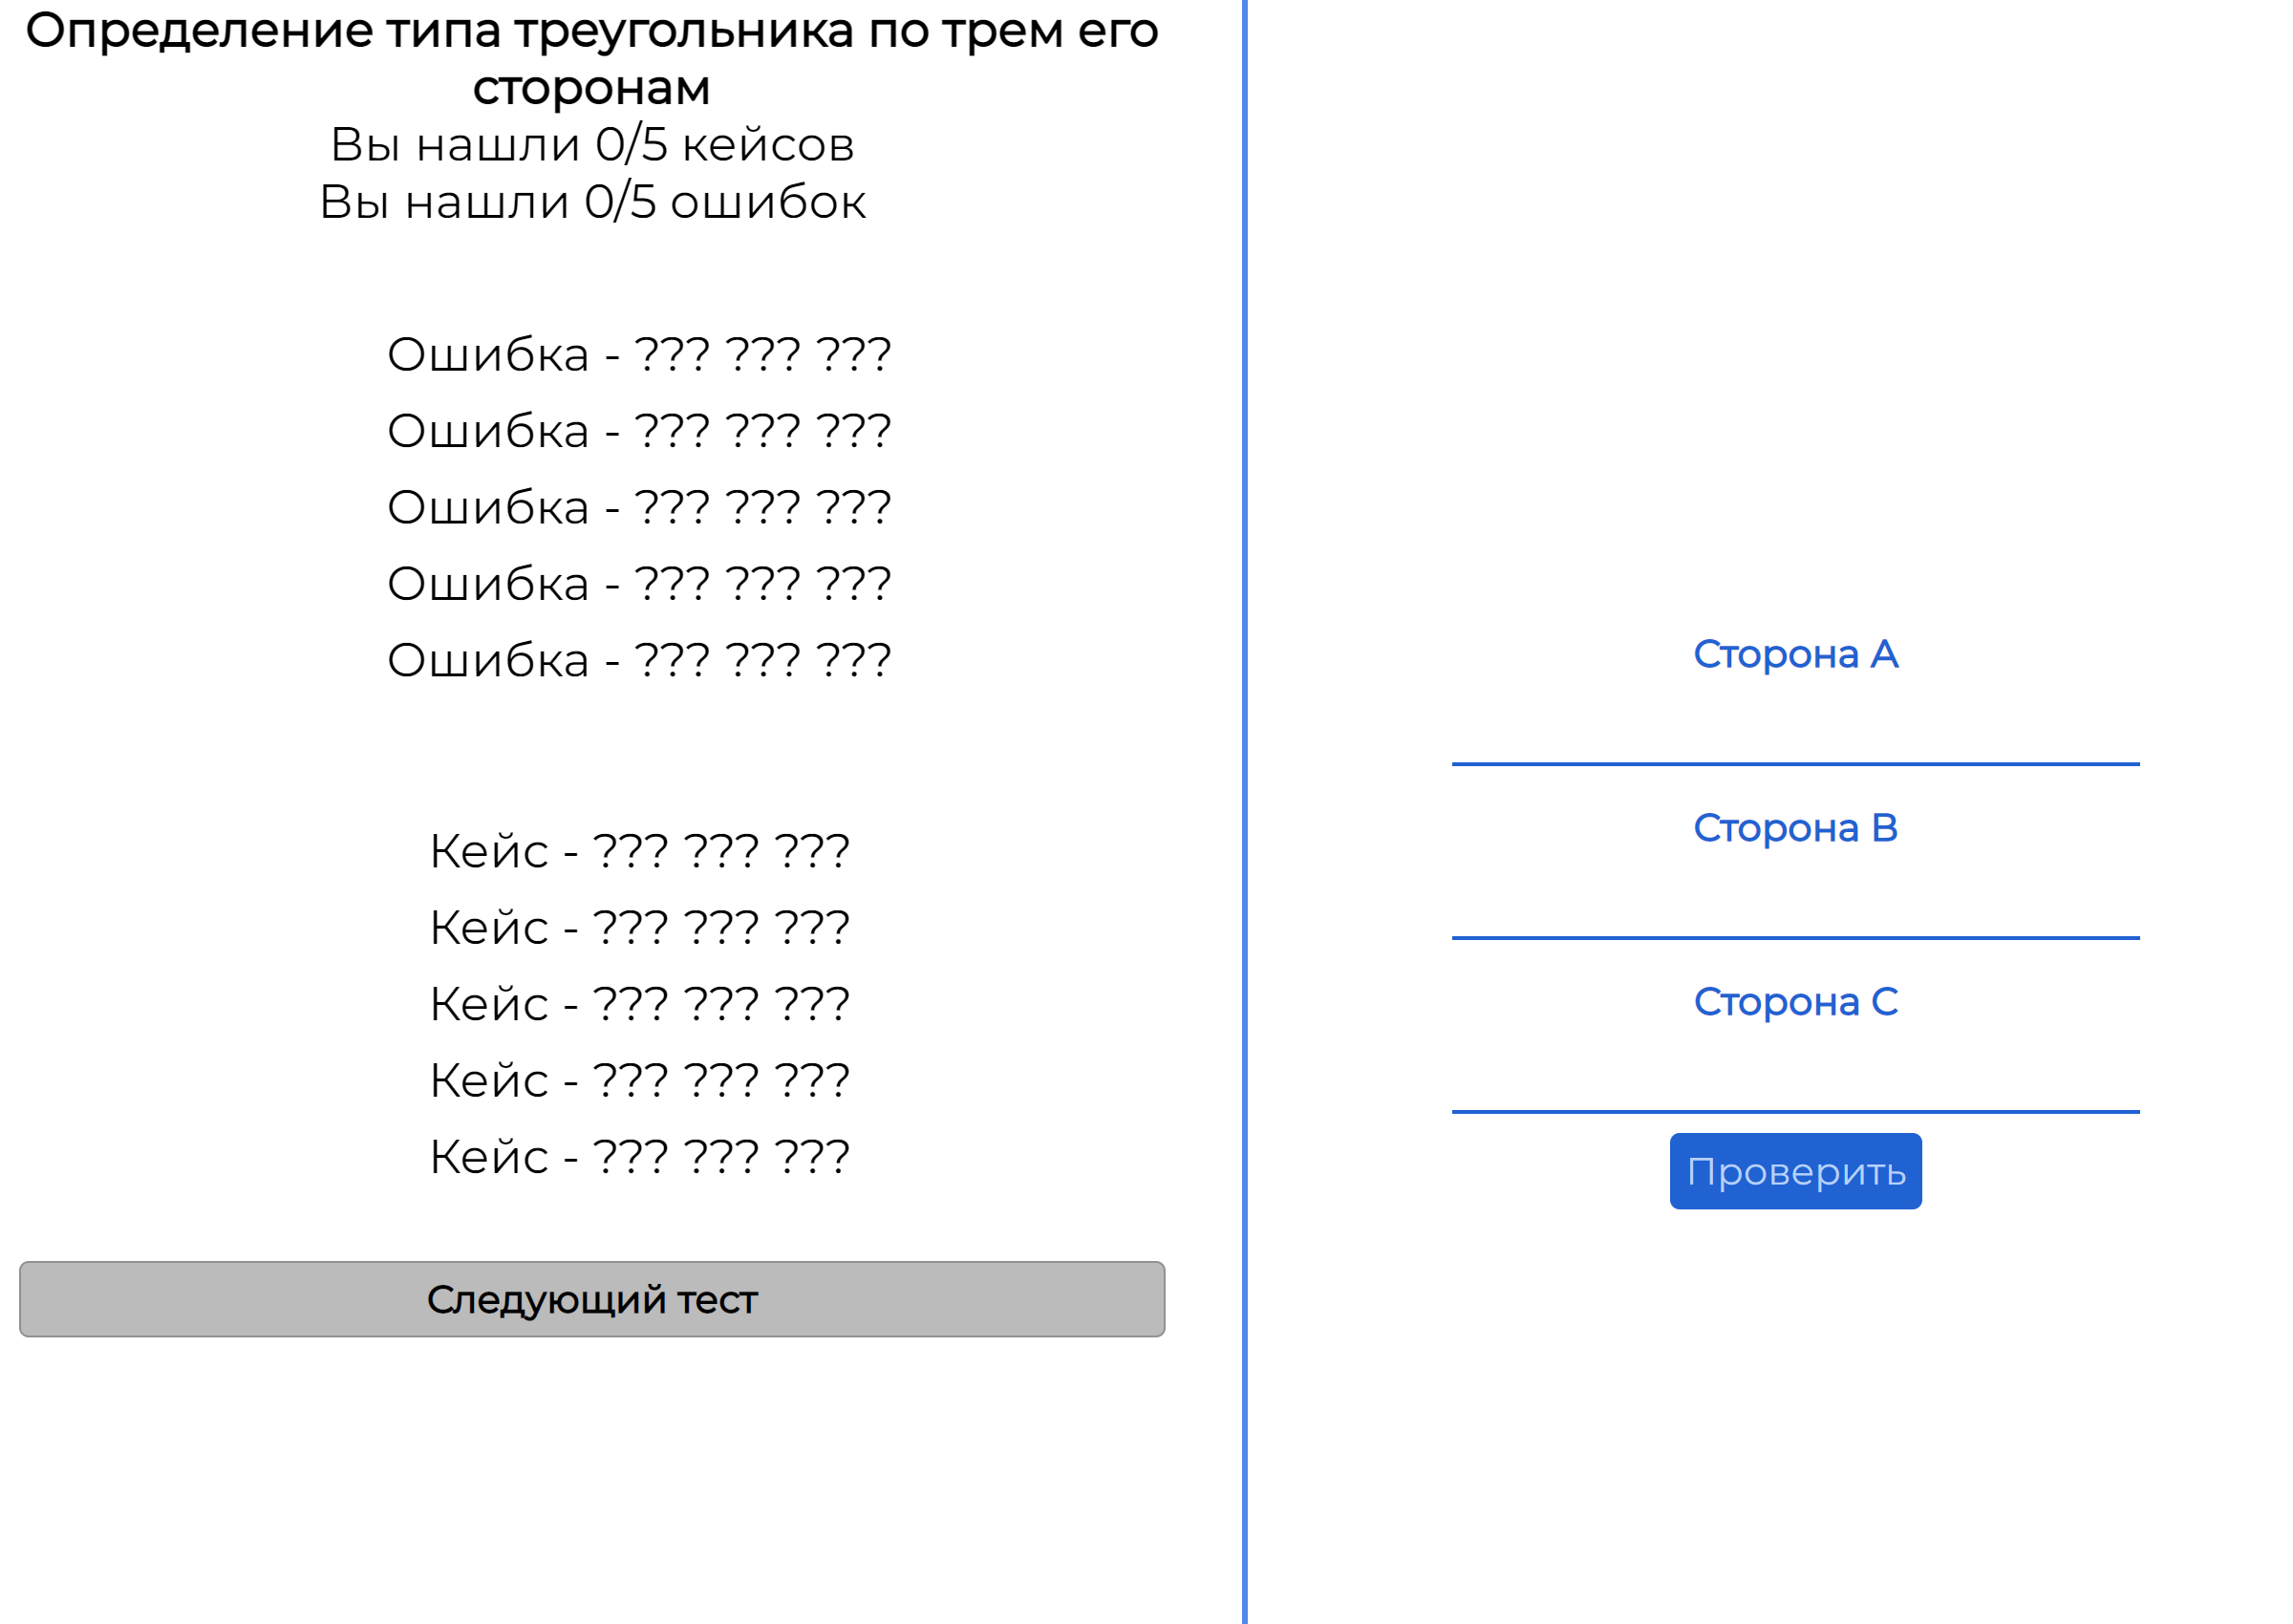 Определение типа треугольника по трем его
сторонам
Вы нашли 0/5 кейсов
Вы нашли 0/5 ошибок
Ошибка - ??? ??? ???
Ошибка - ??? ??? ???
Ошибка - ??? ??? ???
Ошибка - ??? ??? ???
Ошибка - ??? ??? ???
Кейс - ??? ??? ???
Кейс - ??? ??? ???
Кейс - ??? ??? ???
Кейс - ??? ??? ???
Кейс - ??? ??? ???
Следующий тест
Сторона A
Сторона B
Сторона C
Проверить